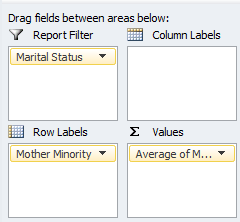 Drag fields between areas below:
Report Filter
Column Labels
Marital Status
Row Labels
Σ Values
Mother Minority
Average of M...